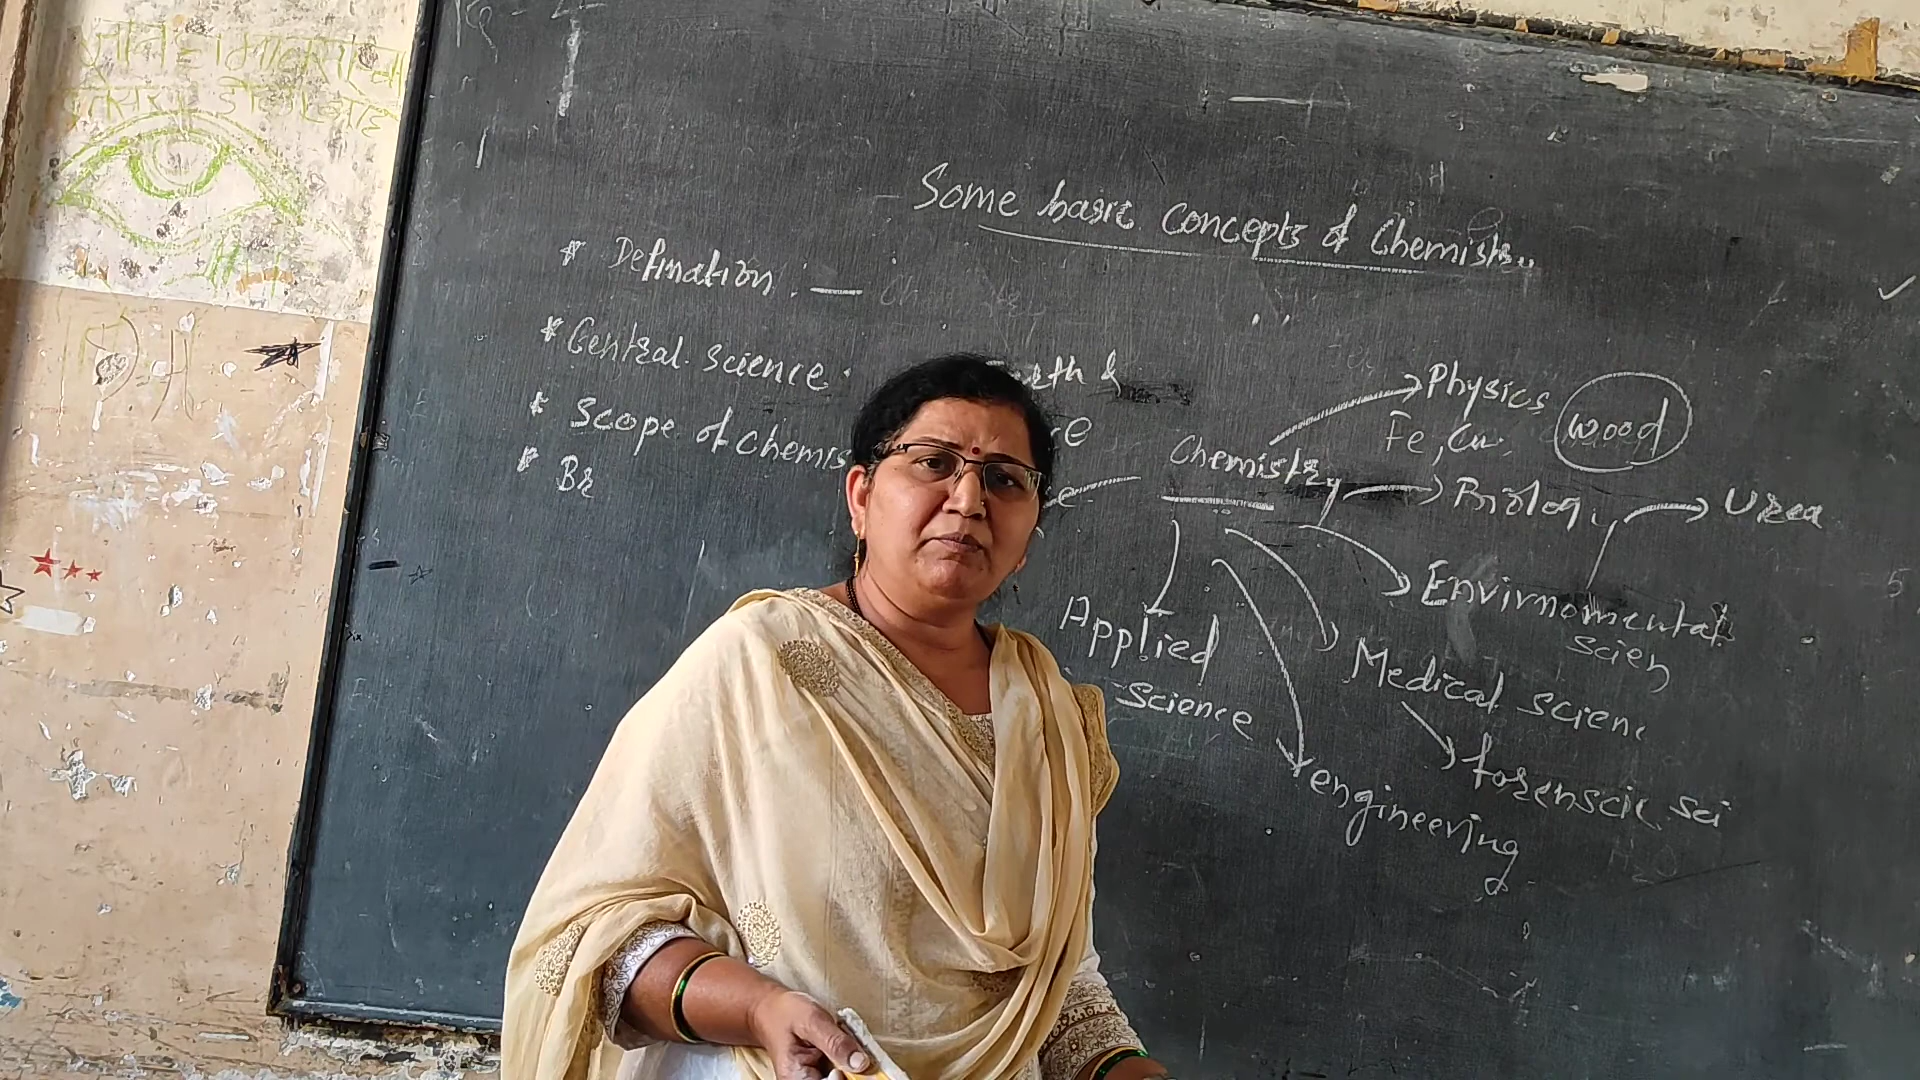 Some basic concepts of Chemistry
* Defination : —
* Central science
* Scope of chemis
* Br
Chemistry
Physics
Fe, Cu.
wood
Biology
Urea
Envirnomental
Scien
Medical Scienc
forenscic sci
engineering
Applied
Science